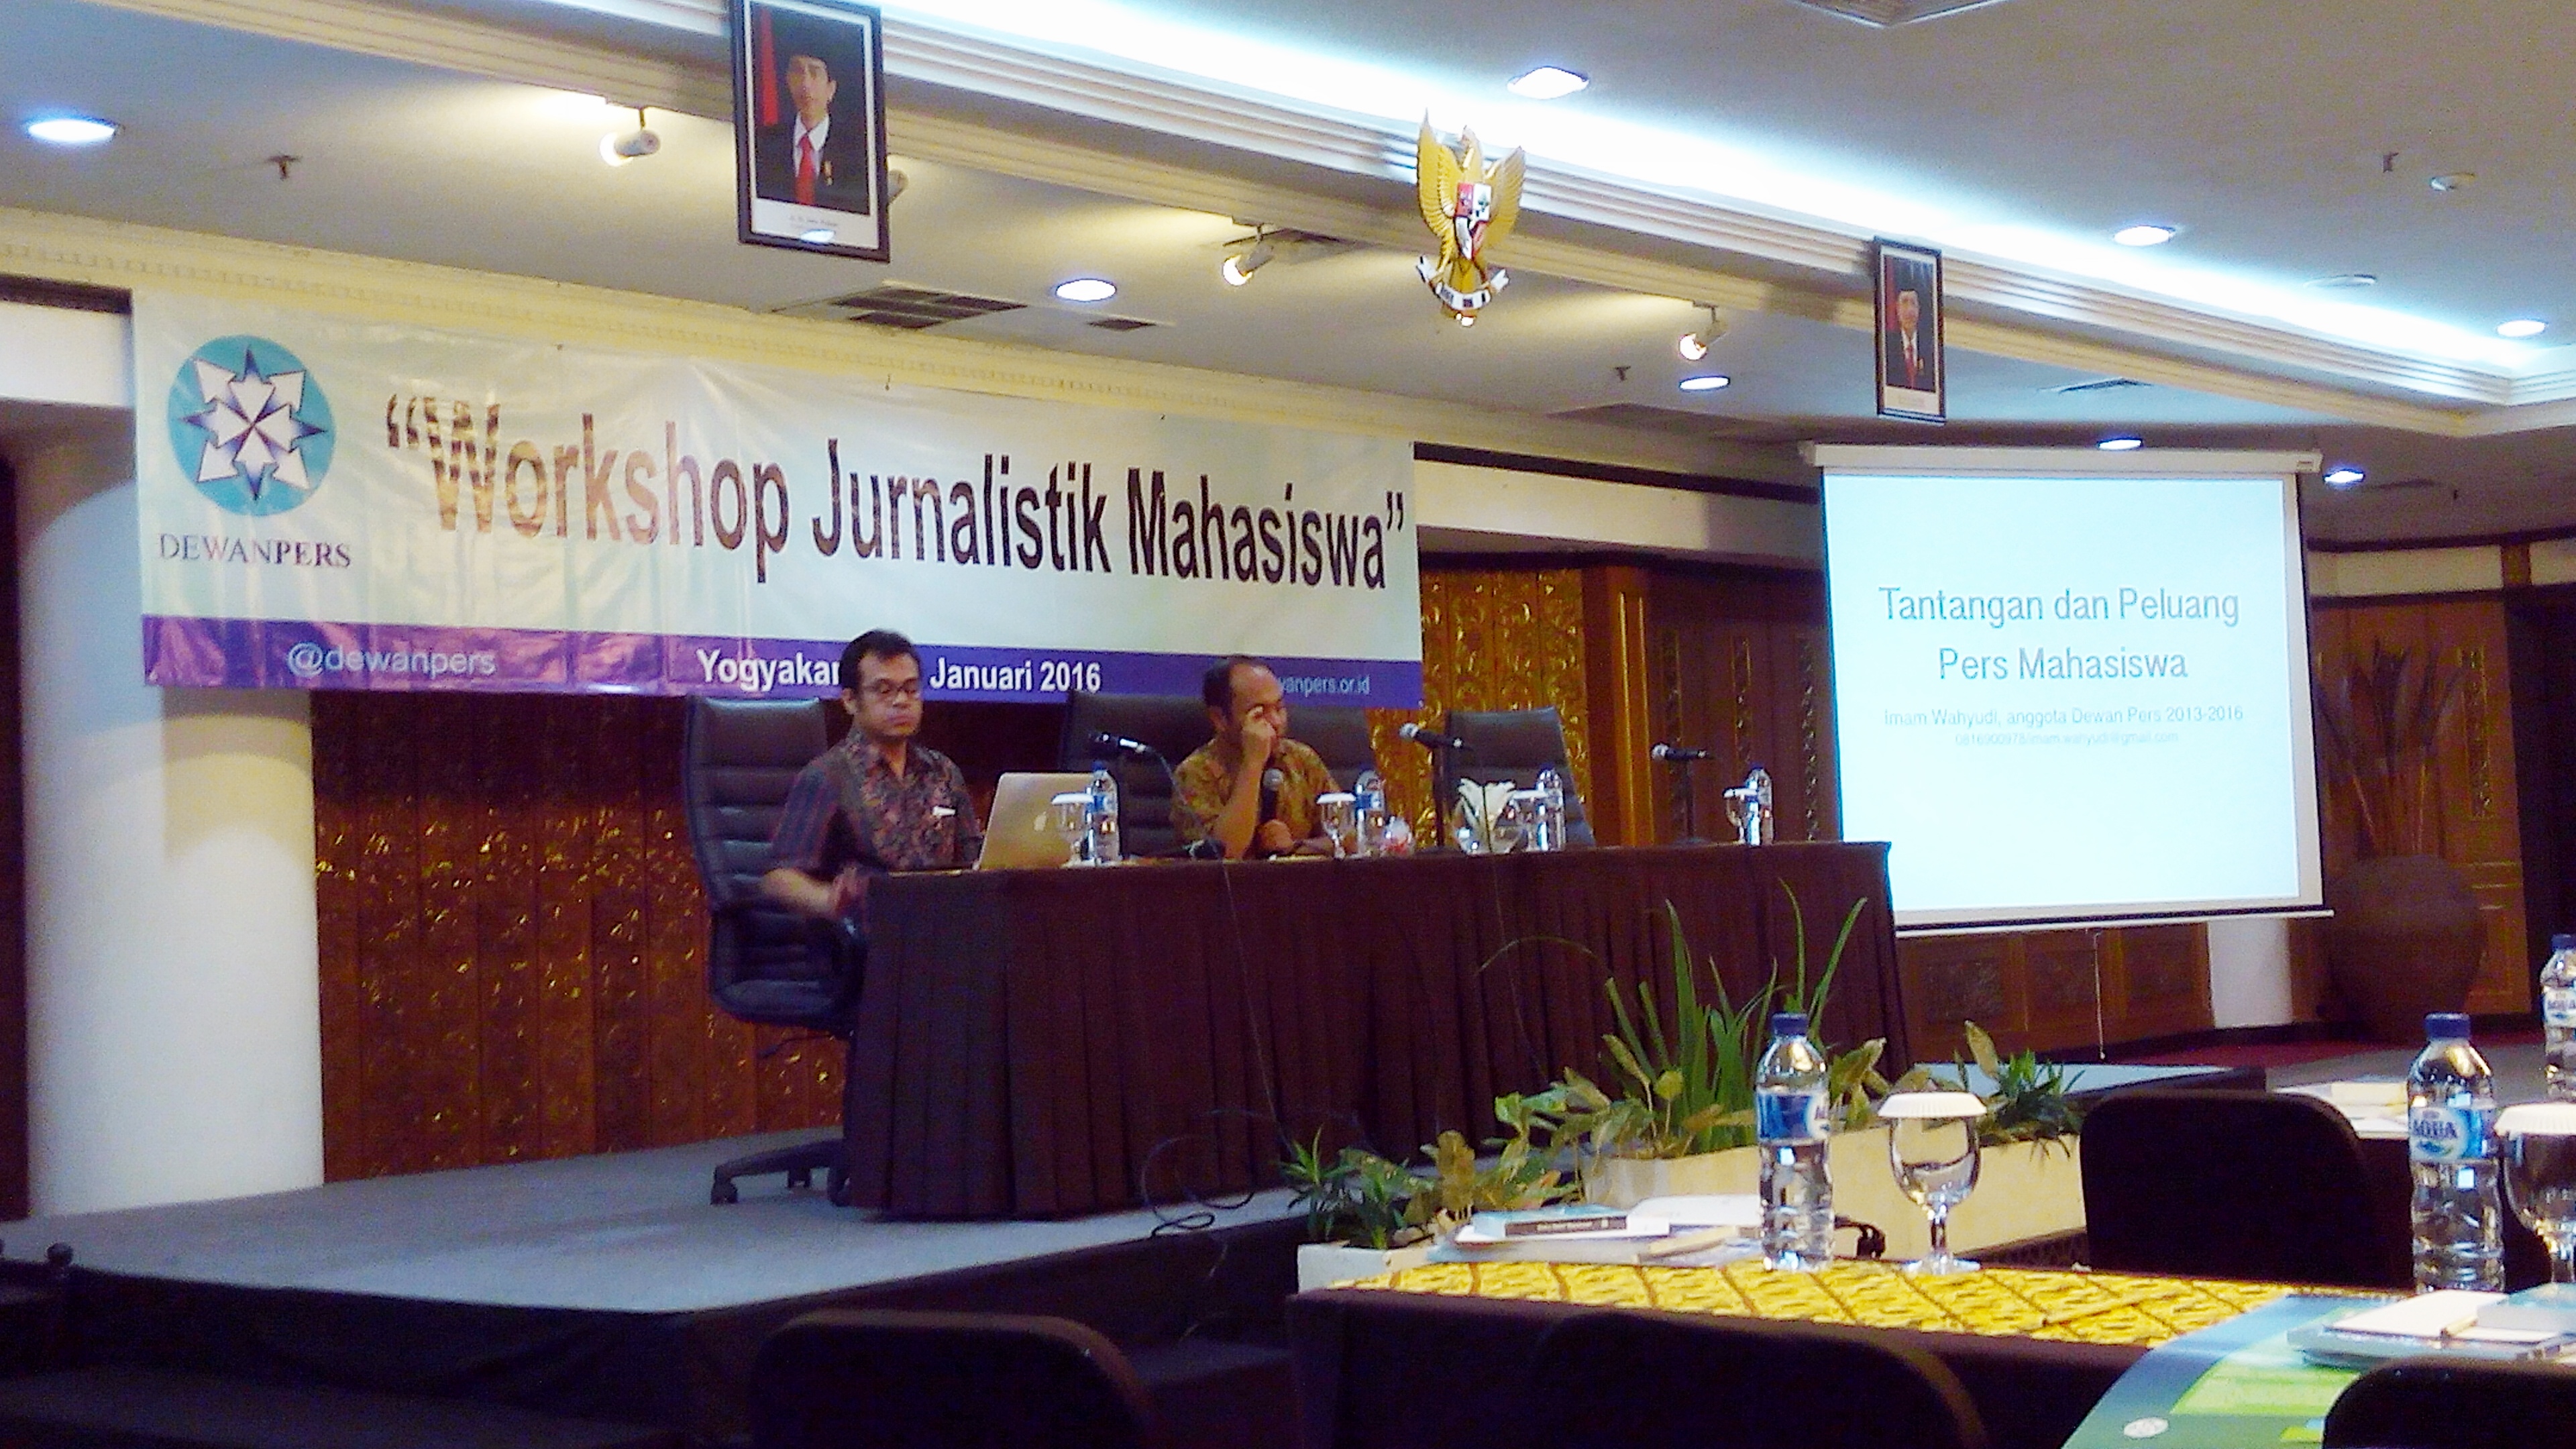 DEWANPERS
“Workshop Jurnalistik Mahasiswa”
@dewanpers
Januari 2016
Tantangan dan Peluang
Pers Mahasiswa
Imam Wahyudi, anggota Dewan Pers 2013-2016
AQUA